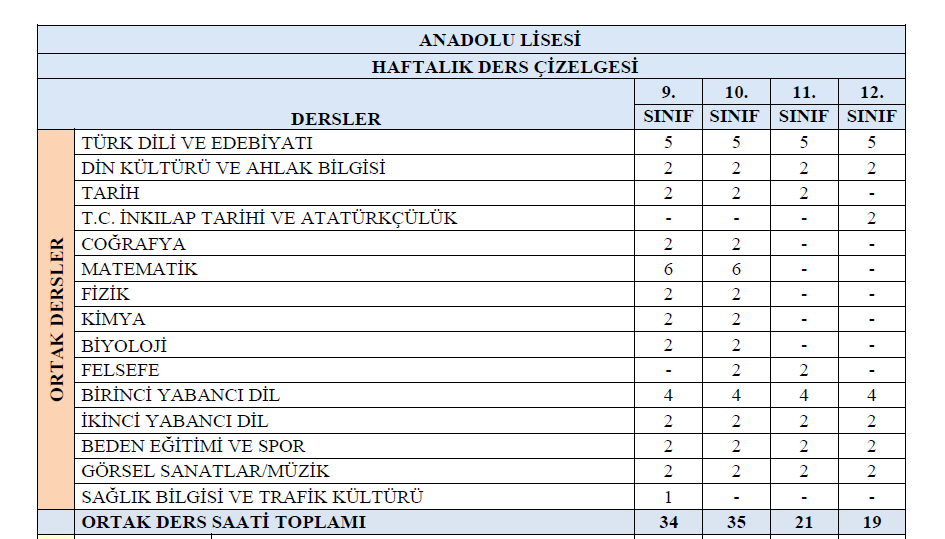 ANADOLU LİSESİ
HAFTALIK DERS ÇİZELGESİ
DERSLER 9. SINIF 10. SINIF 11. SINIF 12. SINIF
ORTAK DERSLER
TÜRK DİLİ VE EDEBİYATI 5 5 5 5
DİN KÜLTÜRÜ VE AHLAK BİLGİSİ 2 2 2 2
TARİH 2 2 2 -
T.C. İNKILAP TARİHİ VE ATATÜRKÇÜLÜK - - - 2
COĞRAFYA 2 2 - -
MATEMATİK 6 6 - -
FİZİK 2 2 - -
KİMYA 2 2 - -
BİYOLOJİ 2 2 - -
FELSEFE - 2 2 -
BİRİNCİ YABANCI DİL 4 4 4 4
İKİNCİ YABANCI DİL 2 2 2 2
BEDEN EĞİTİMİ VE SPOR 2 2 2 2
GÖRSEL SANATLAR/MÜZİK 2 2 2 2
SAĞLIK BİLGİSİ VE TRAFİK KÜLTÜRÜ 1 - - -
ORTAK DERS SAATİ TOPLAMI 34 35 21 19